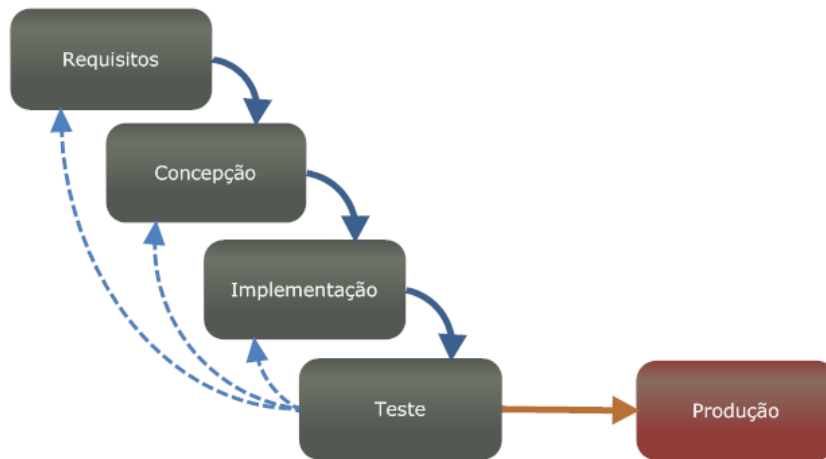 Requisitos
Concepção
Implementação
Teste
Produção